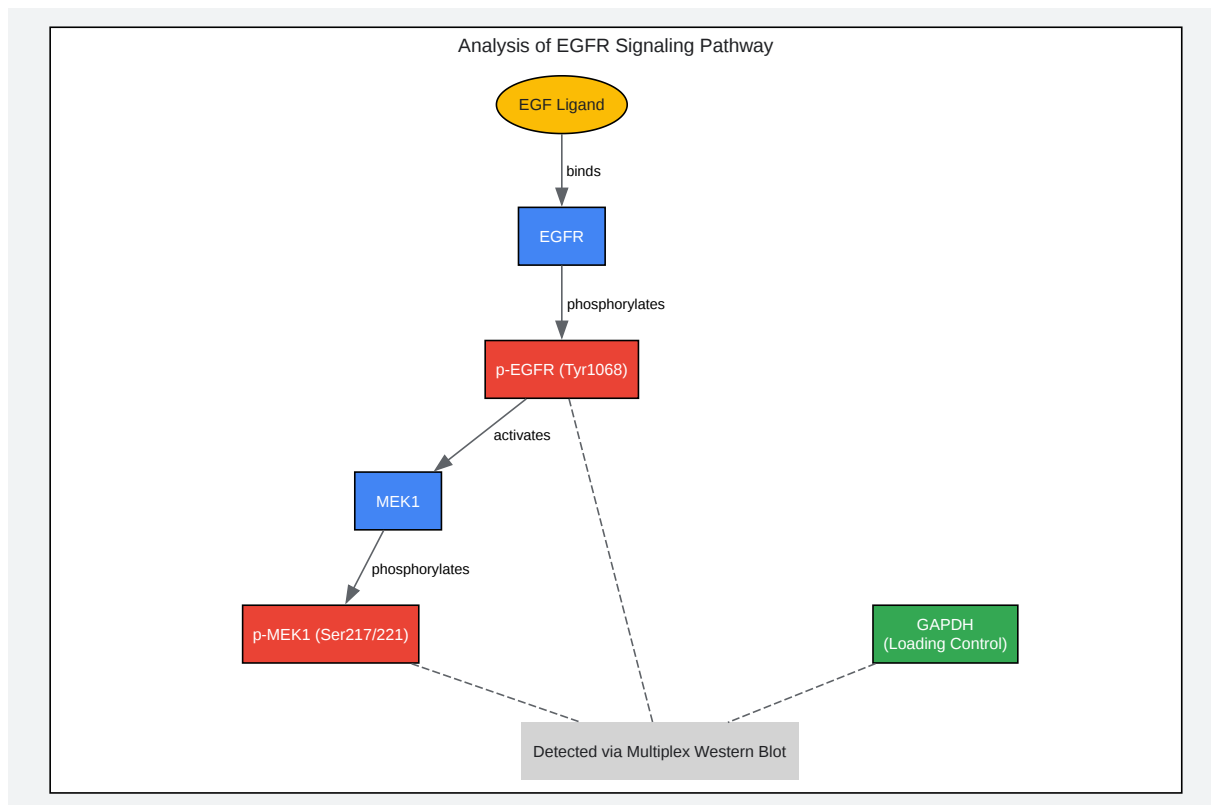 Analysis of EGFR Signaling Pathway
EGF Ligand
binds
EGFR
phosphorylates
p-EGFR (Tyr1068)
activates
MEK1
phosphorylates
p-MEK1 (Ser217/221)
GAPDH
(Loading Control)
Detected via Multiplex Western Blot